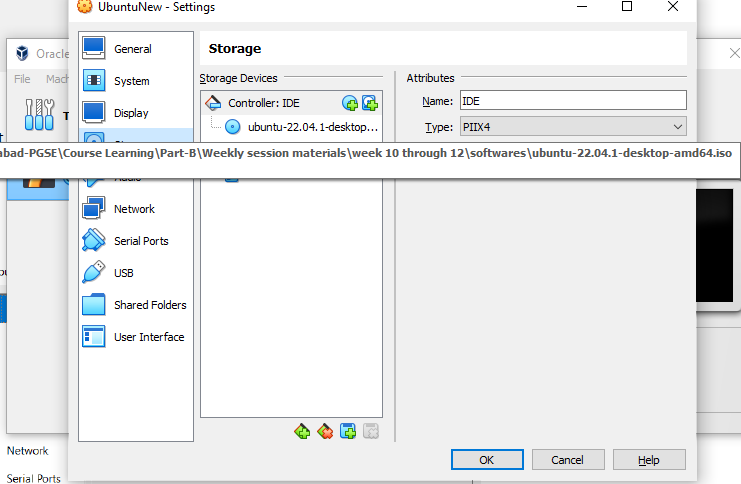 UbuntuNew - Settings
General
System
Display
Network
Serial Ports
USB
Shared Folders
User Interface
Storage
Storage Devices
Controller: IDE
ubuntu-22.04.1-desktop...
Attributes
Name: IDE
Type: PIIX4
abad-PGSE\Course Learning\Part-B\Weekly session materials\week 10 through 12\softwares\ubuntu-22.04.1-desktop-amd64.iso
OK
Cancel
Help
Oracle
File Mach
T
Network
Serial Ports